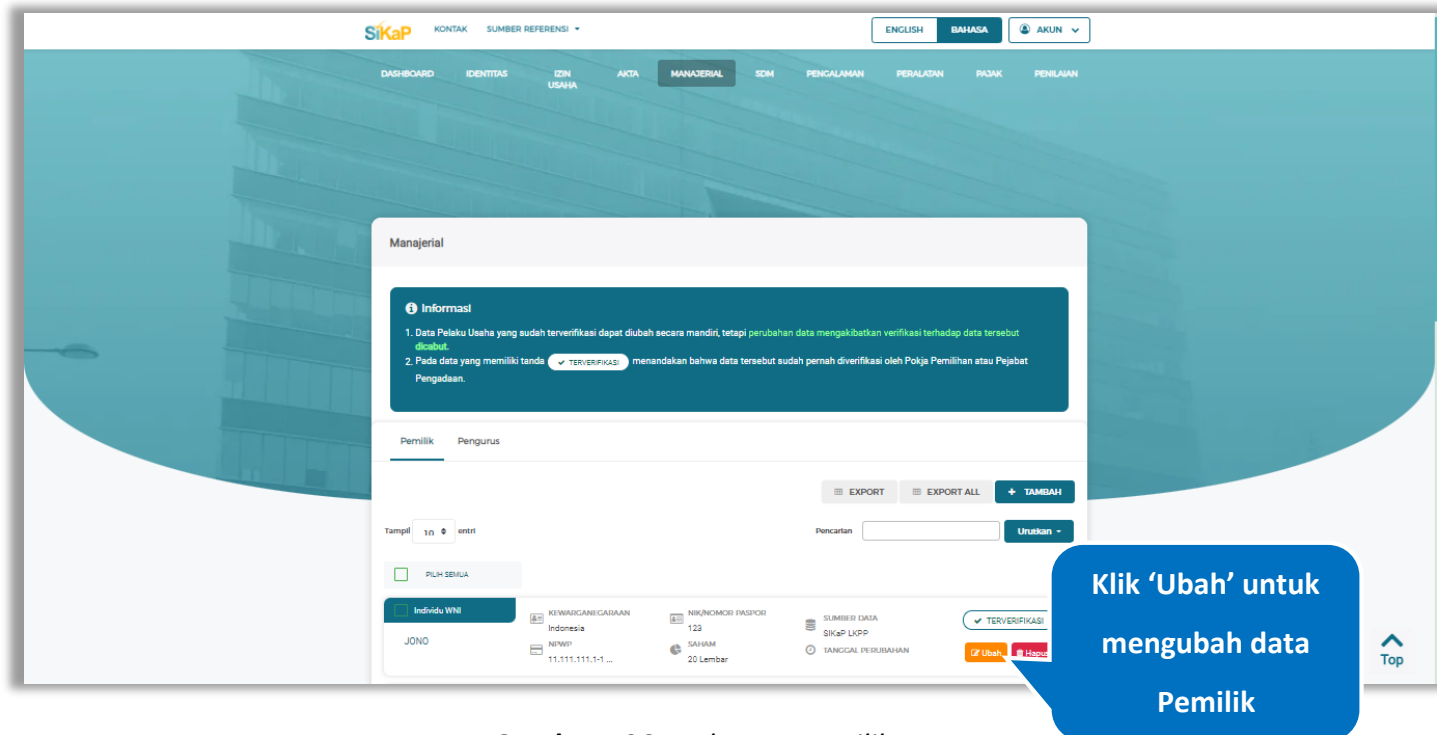 SiKaP KONTAK SUMBER REFERENSI ENGLISH BAHASA AKUN
DASHBOARD IDENTITAS IZIN USAHA AKTA MANAJERIAL SDM PENGALAMAN PERALATAN PAJAK PENILAIAN
Manajerial
Informasi
1. Data Pelaku Usaha yang sudah terverifikasi dapat diubah secara mandiri, tetapi perubahan data mengakibatkan verifikasi terhadap data tersebut
dicabut.
2. Pada data yang memiliki tanda TERVERIFIKASI menandakan bahwa data tersebut sudah pernah diverifikasi oleh Pokja Pemilihan atau Pejabat
Pengadaan.
Pemilik Pengurus
EXPORT EXPORT ALL + TAMBAH
Tampil 10 entri Pencarian Urutkan
PILIH SEMUA
Individu WNI
JONO
KEWARGANEGARAAN
Indonesia
NPWP
11.111.111.1-1 ...
NIK/NOMOR PASPOR
123
SAHAM
20 Lembar
SUMBER DATA
SIKaP LKPP
TANGGAL PERUBAHAN
TERVERIFIKASI
Ubah Hapus
Klik ‘Ubah’ untuk
mengubah data
Pemilik
Top